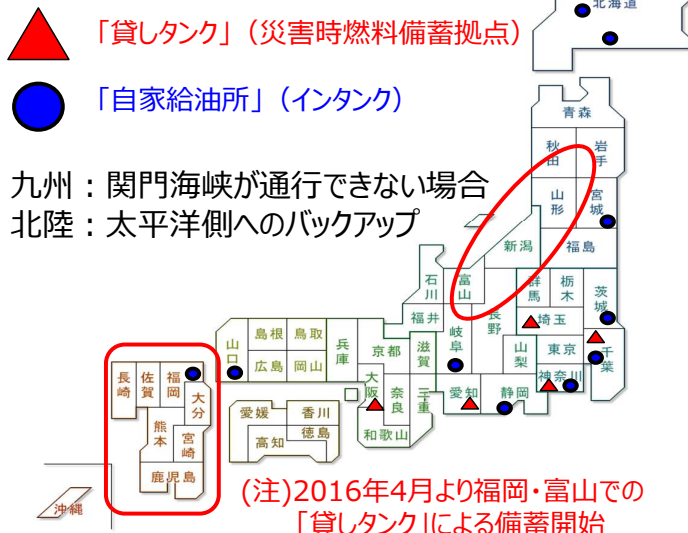 北海道
「貸しタンク」（災害時燃料備蓄拠点）
「自家給油所」（インタンク）
九州：関門海峡が通行できない場合
北陸：太平洋側へのバックアップ
青森
秋田
岩手
山形
宮城
新潟
福島
石川
富山
群馬
栃木
茨城
福井
岐阜
長野
埼玉
山口
島根
鳥取
兵庫
京都
滋賀
山梨
東京
千葉
広島
岡山
大阪
奈良
三重
愛知
静岡
神奈川
和歌山
長崎
佐賀
福岡
大分
熊本
宮崎
鹿児島
愛媛
香川
高知
徳島
沖縄
(注)2016年4月より福岡・富山での
「貸しタンク」による備蓄開始